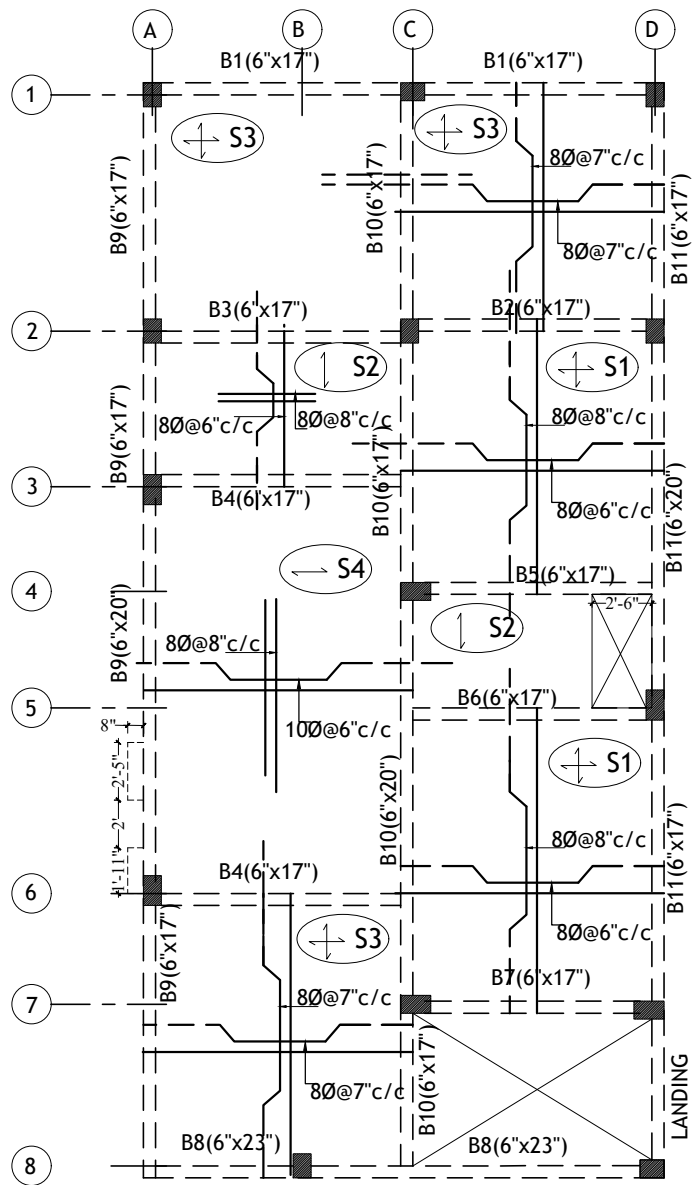 A
B
C
D
B1(6"x17")
B1(6"x17")
1
S3
S3
8Ø@7"c/c
B9(6"x17")
B10(6"x17")
B11(6"x17")
8Ø@7"c/c
B3(6"x17")
B2(6"x17")
2
S2
S1
B9(6"x17")
8Ø@6"c/c
8Ø@8"c/c
8Ø@8"c/c
B10(6"x17")
3
B4(6"x17")
8Ø@6"c/c
B11(6"x20")
S4
4
B5(6"x17")
2'-6"
B9(6"x20")
8Ø@8"c/c
S2
B6(6"x17")
5
10Ø@6"c/c
8"
2'-5"
S1
B10(6"x20")
2'
8Ø@8"c/c
1'-11"
B4(6"x17")
B11(6"x17")
6
8Ø@6"c/c
S3
B9(6"x17")
8Ø@7"c/c
B7(6"x17")
7
8Ø@7"c/c
B10(6"x17")
LANDING
B8(6"x23")
B8(6"x23")
8